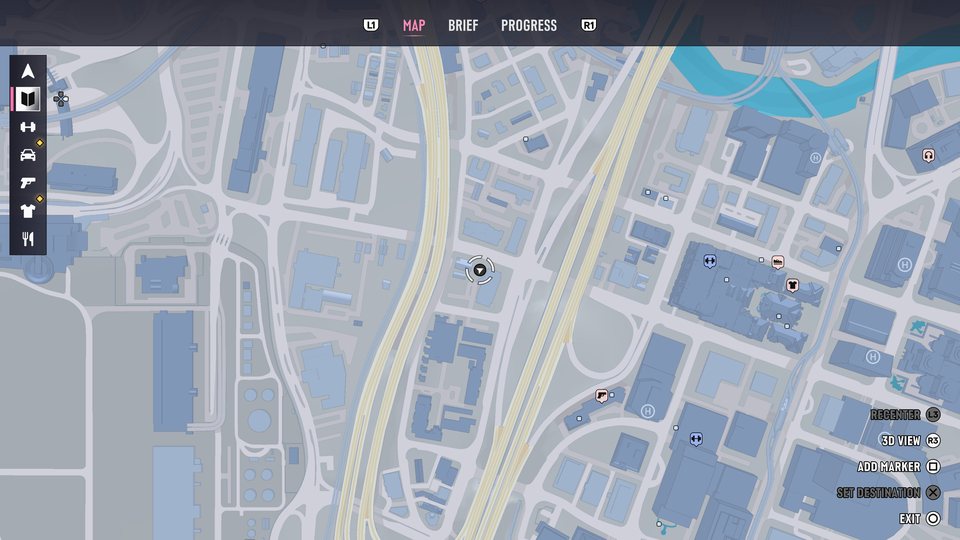 L1 MAP BRIEF PROGRESS R1
H
H
H
H
RECENTER L3
3D VIEW R3
ADD MARKER
SET DESTINATION
EXIT